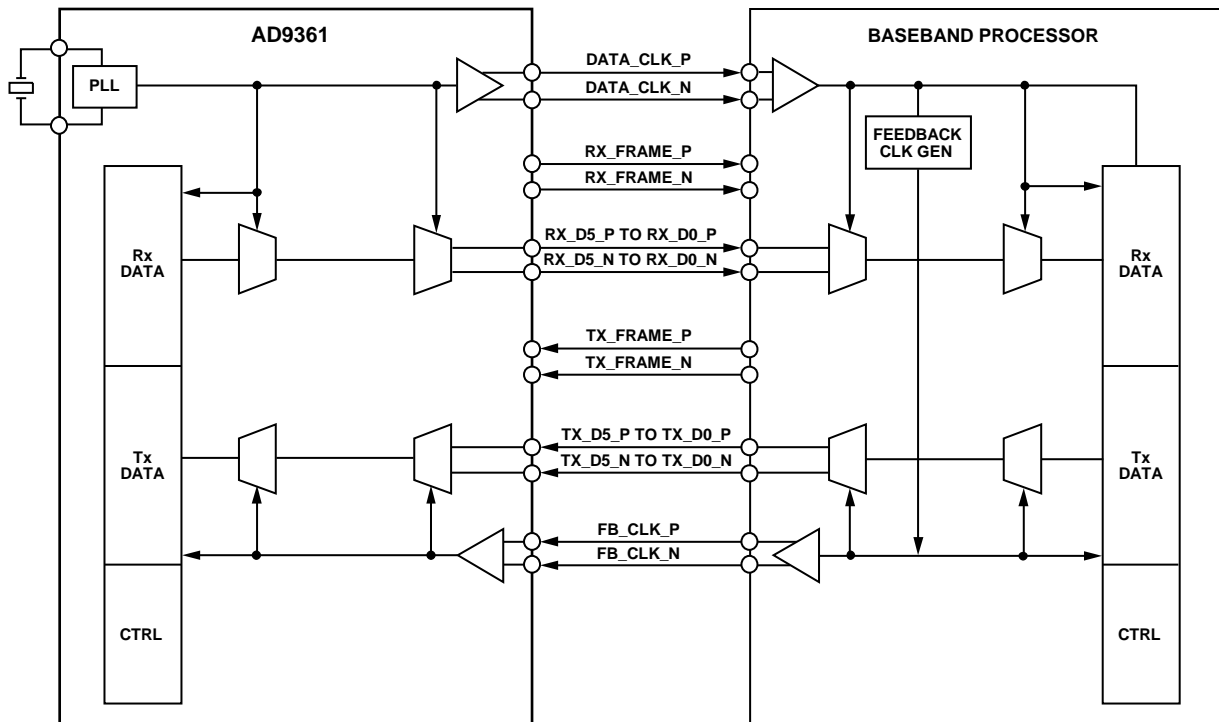 AD9361
BASEBAND PROCESSOR
PLL
DATA_CLK_P
DATA_CLK_N
FEEDBACK
CLK GEN
RX_FRAME_P
RX_FRAME_N
Rx
DATA
RX_D5_P TO RX_D0_P
RX_D5_N TO RX_D0_N
Rx
DATA
TX_FRAME_P
TX_FRAME_N
Tx
DATA
TX_D5_P TO TX_D0_P
TX_D5_N TO TX_D0_N
Tx
DATA
FB_CLK_P
FB_CLK_N
CTRL
CTRL